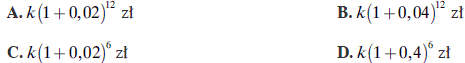 A. k(1+0,02)¹² zł B. k(1+0,04)¹² zł
C. k(1+0,02)⁶ zł D. k(1+0,4)⁶ zł